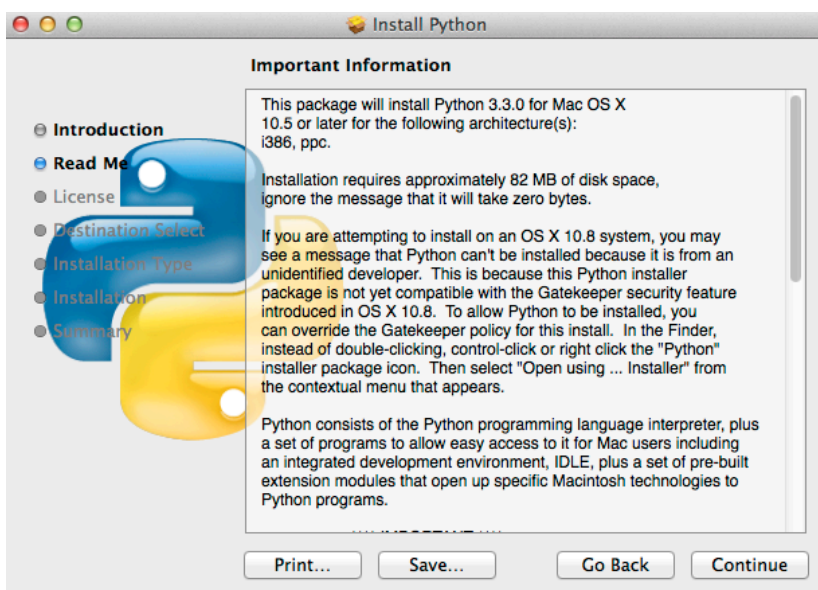 Install Python
Important Information
Introduction
Read Me
License
Destination Select
Installation Type
Installation
Summary
This package will install Python 3.3.0 for Mac OS X
10.5 or later for the following architecture(s):
i386, ppc.
Installation requires approximately 82 MB of disk space,
ignore the message that it will take zero bytes.
If you are attempting to install on an OS X 10.8 system, you may
see a message that Python can't be installed because it is from an
unidentified developer.  This is because this Python installer
package is not yet compatible with the Gatekeeper security feature
introduced in OS X 10.8.  To allow Python to be installed, you
can override the Gatekeeper policy for this install.  In the Finder,
instead of double-clicking, control-click or right click the "Python"
installer package icon.  Then select "Open using ... Installer" from
the contextual menu that appears.
Python consists of the Python programming language interpreter, plus
a set of programs to allow easy access to it for Mac users including
an integrated development environment, IDLE, plus a set of pre-built
extension modules that open up specific Macintosh technologies to
Python programs.
Print...
Save...
Go Back
Continue